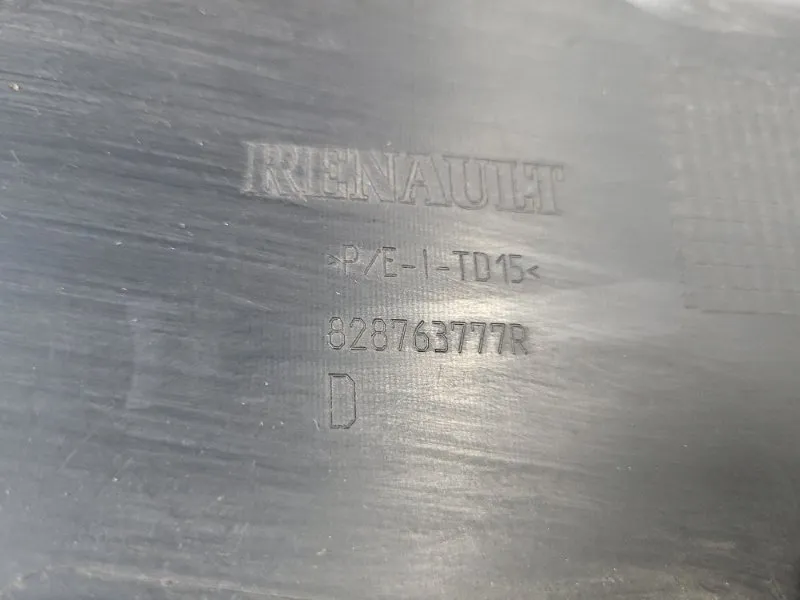 RENAULT
>P/E-I-TD15<
828763777R
D